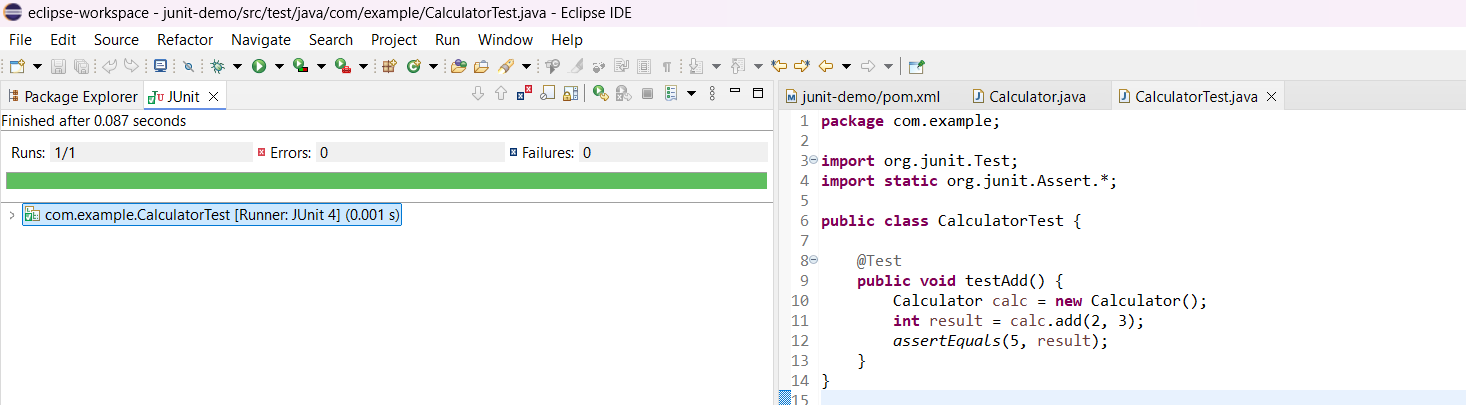 eclipse-workspace - junit-demo/src/test/java/com/example/CalculatorTest.java - Eclipse IDE
File Edit Source Refactor Navigate Search Project Run Window Help
Package Explorer JUnit
Finished after 0.087 seconds
Runs: 1/1 Errors: 0 Failures: 0
com.example.CalculatorTest [Runner: JUnit 4] (0.001 s)
junit-demo/pom.xml Calculator.java CalculatorTest.java
1 package com.example;
2
3 import org.junit.Test;
4 import static org.junit.Assert.*;
5
6 public class CalculatorTest {
7
8 @Test
9 public void testAdd() {
10 Calculator calc = new Calculator();
11 int result = calc.add(2, 3);
12 assertEquals(5, result);
13 }
14 }
15